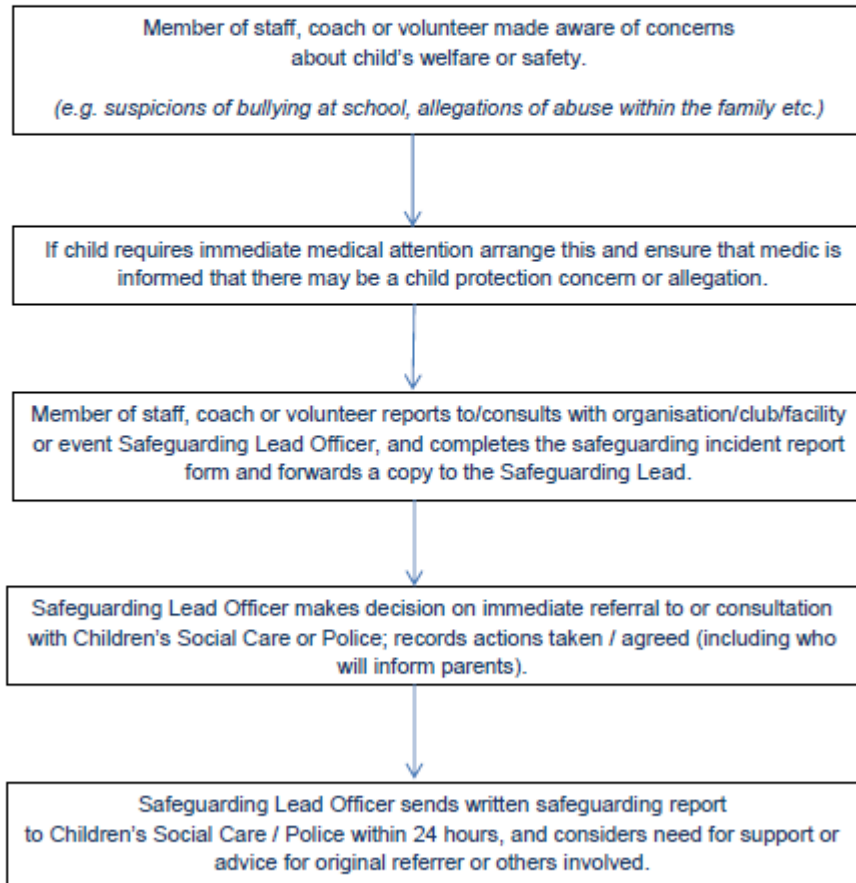 Member of staff, coach or volunteer made aware of concerns
about child's welfare or safety.
(e.g. suspicions of bullying at school, allegations of abuse within the family etc.)
If child requires immediate medical attention arrange this and ensure that medic is
informed that there may be a child protection concern or allegation.
Member of staff, coach or volunteer reports to/consults with organisation/club/facility
or event Safeguarding Lead Officer, and completes the safeguarding incident report
form and forwards a copy to the Safeguarding Lead.
Safeguarding Lead Officer makes decision on immediate referral to or consultation
with Children's Social Care or Police; records actions taken / agreed (including who
will inform parents).
Safeguarding Lead Officer sends written safeguarding report
to Children's Social Care / Police within 24 hours, and considers need for support or
advice for original referrer or others involved.